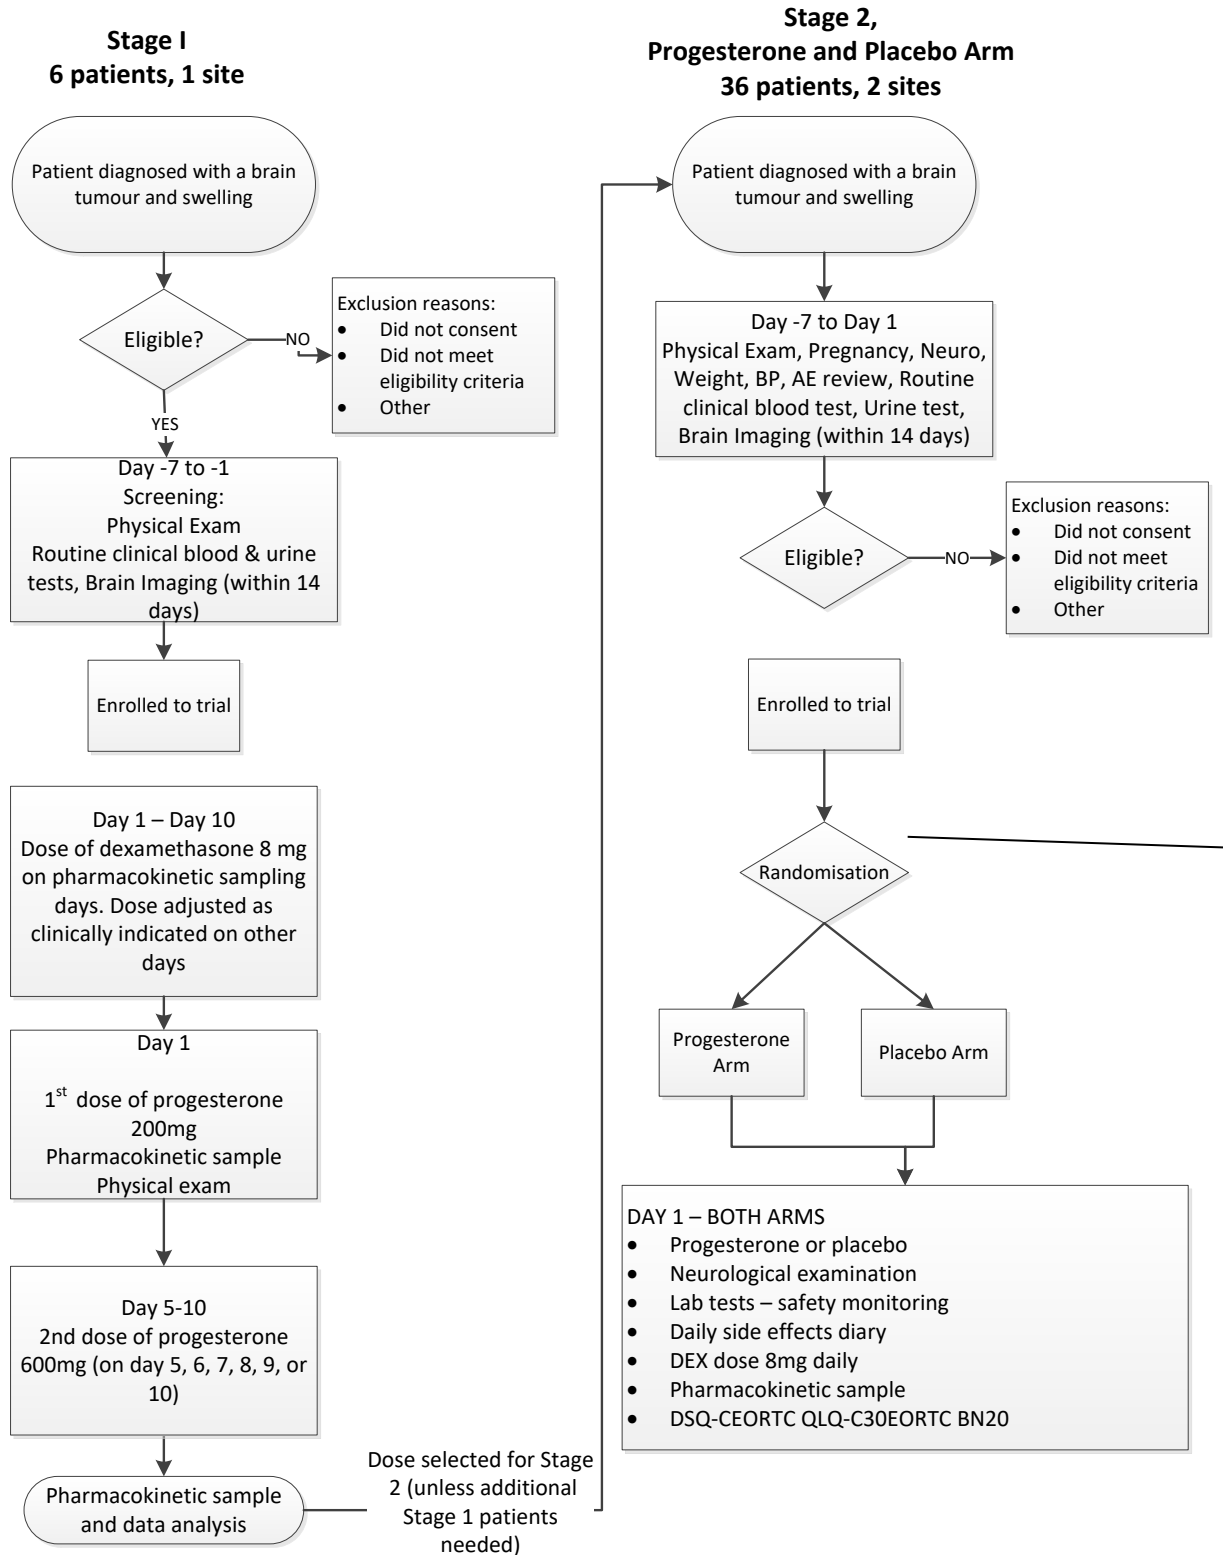 Stage I
6 patients, 1 site
Patient diagnosed with a brain
tumour and swelling
Eligible?
NO
Exclusion reasons:
• Did not consent
• Did not meet
eligibility criteria
• Other
YES
Day -7 to -1
Screening:
Physical Exam
Routine clinical blood & urine
tests, Brain Imaging (within 14
days)
Enrolled to trial
Day 1 – Day 10
Dose of dexamethasone 8 mg
on pharmacokinetic sampling
days. Dose adjusted as
clinically indicated on other
days
Day 1
1st dose of progesterone
200mg
Pharmacokinetic sample
Physical exam
Day 5-10
2nd dose of progesterone
600mg (on day 5, 6, 7, 8, 9, or
10)
Pharmacokinetic sample
and data analysis
Dose selected for Stage
2 (unless additional
Stage 1 patients
needed)
Stage 2,
Progesterone and Placebo Arm
36 patients, 2 sites
Patient diagnosed with a brain
tumour and swelling
Day -7 to Day 1
Physical Exam, Pregnancy, Neuro,
Weight, BP, AE review, Routine
clinical blood test, Urine test,
Brain Imaging (within 14 days)
Eligible?
NO
Exclusion reasons:
• Did not consent
• Did not meet
eligibility criteria
• Other
Enrolled to trial
Randomisation
Progesterone
Arm
Placebo Arm
DAY 1 – BOTH ARMS
• Progesterone or placebo
• Neurological examination
• Lab tests – safety monitoring
• Daily side effects diary
• DEX dose 8mg daily
• Pharmacokinetic sample
• DSQ-CEORTC QLQ-C30EORTC BN20